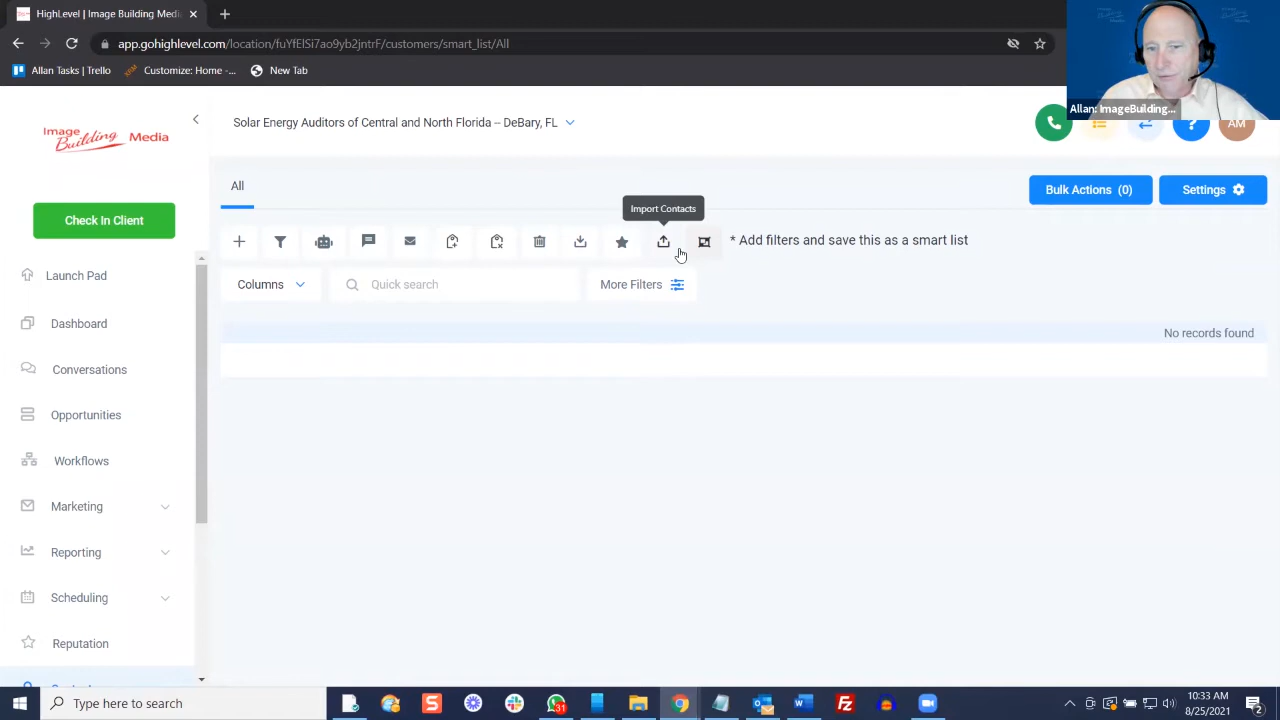 HighLevel | Image Building Medi
app.gohighlevel.com/location/fuYfElSi7ao9yb2jntrF/customers/smart_list/All
Allan Tasks | Trello
Customize: Home -...
New Tab
Allan: ImageBuilding...
Image Building Media
Solar Energy Auditors of Central and North Florida – DeBary, FL
?
AM
Check In Client
All
Bulk Actions (0)
Settings
Import Contacts
* Add filters and save this as a smart list
Columns
Quick search
More Filters
No records found
Launch Pad
Dashboard
Conversations
Opportunities
Workflows
Marketing
Reporting
Scheduling
Reputation
Type here to search
31
10:33 AM
8/25/2021
2